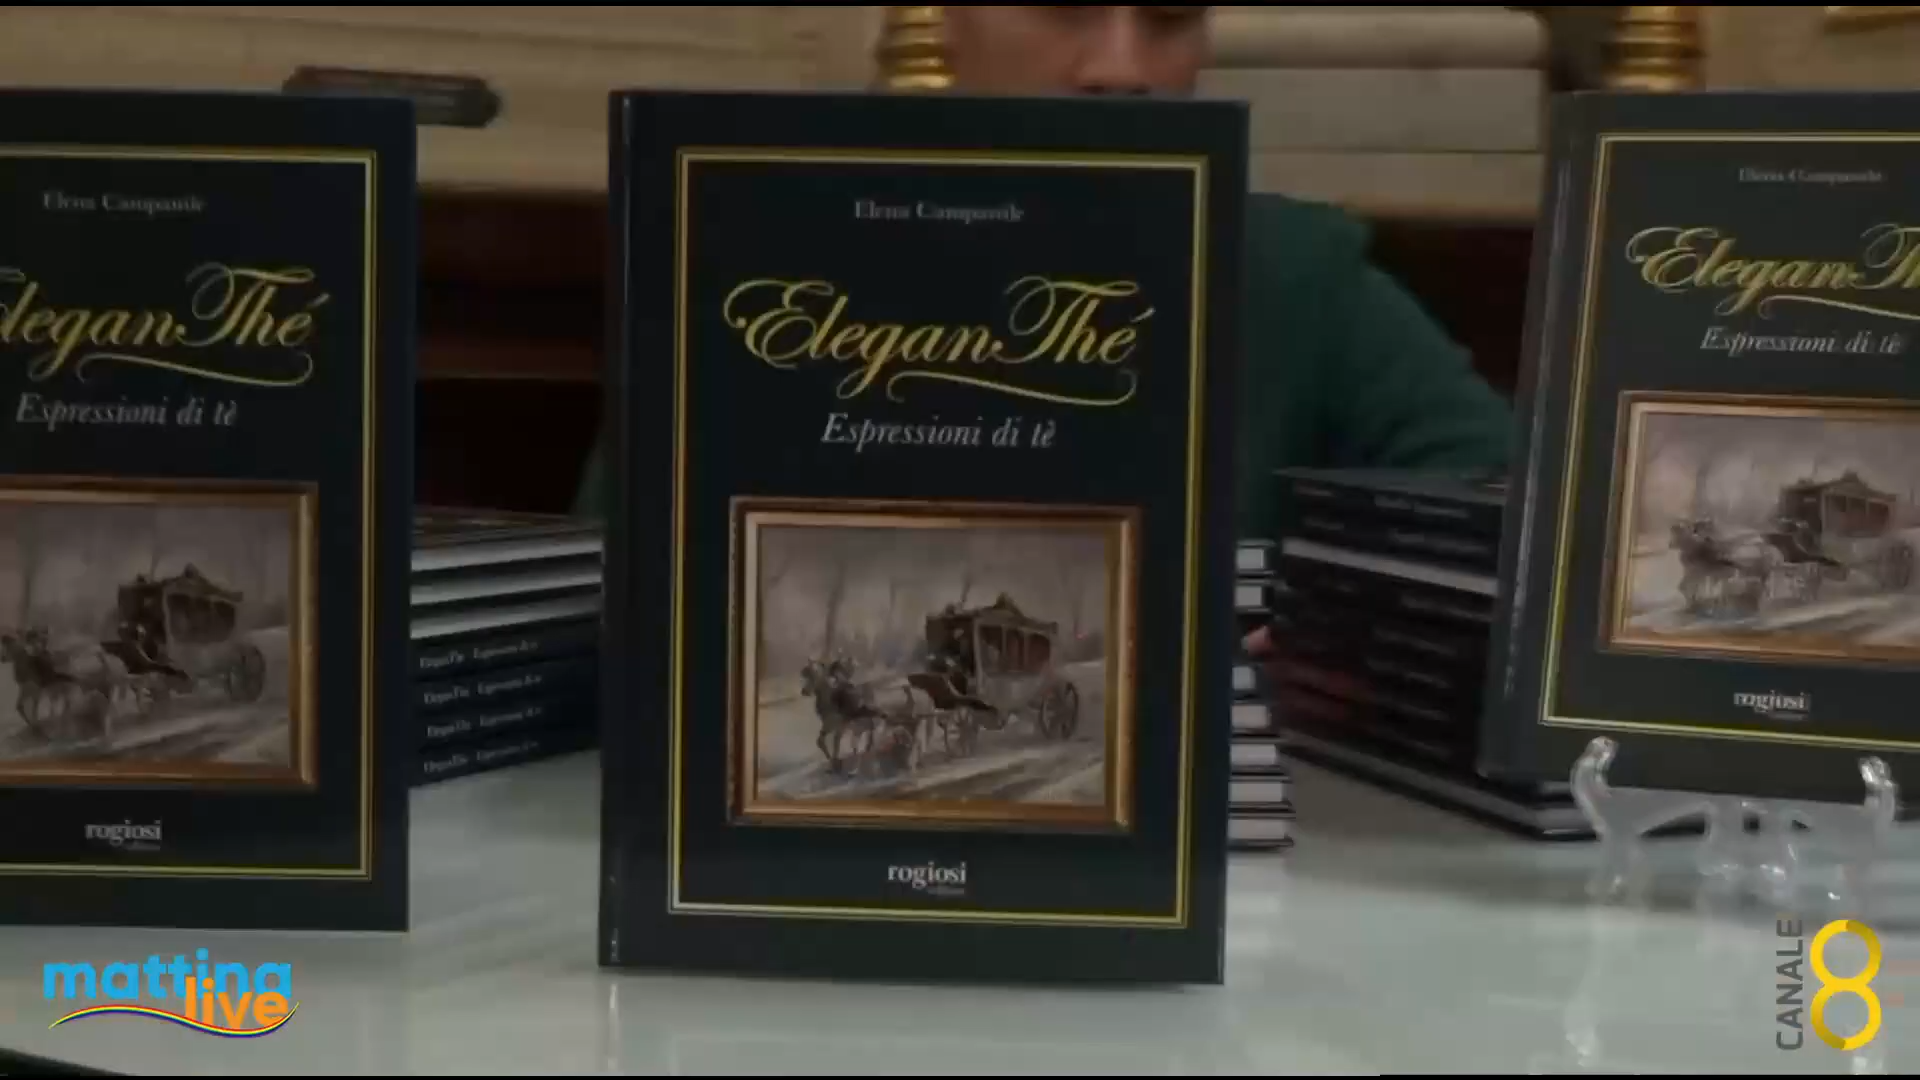 Elena Campanile
eleganThé
Espressioni di tè
rogiosi
Elena Campanile
EleganThé
Espressioni di tè
rogiosi
Elena Campanile
EleganTh
Espressioni di tè
rogiosi
mattina
live
CANALE 8